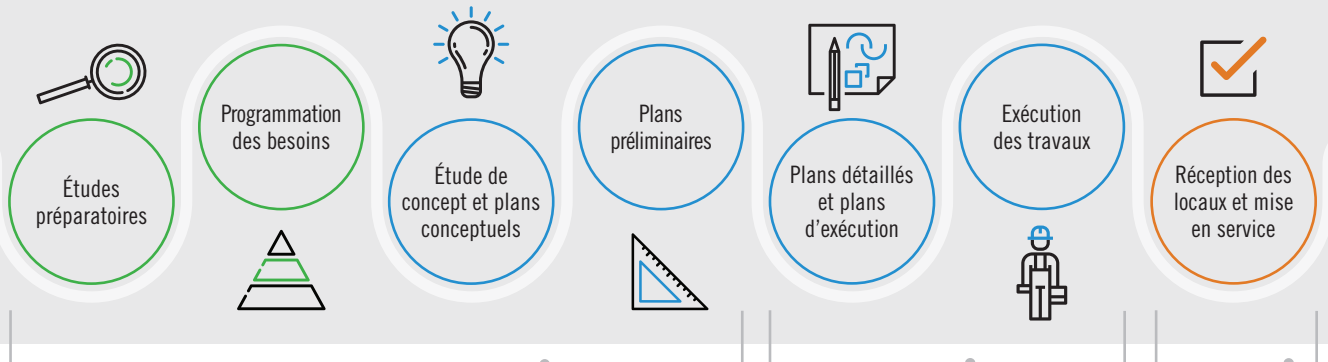 Études
préparatoires
Programmation
des besoins
Étude de
concept et plans
conceptuels
Plans
préliminaires
Plans détaillés
et plans
d'exécution
Exécution
des travaux
Réception des
locaux et mise
en service